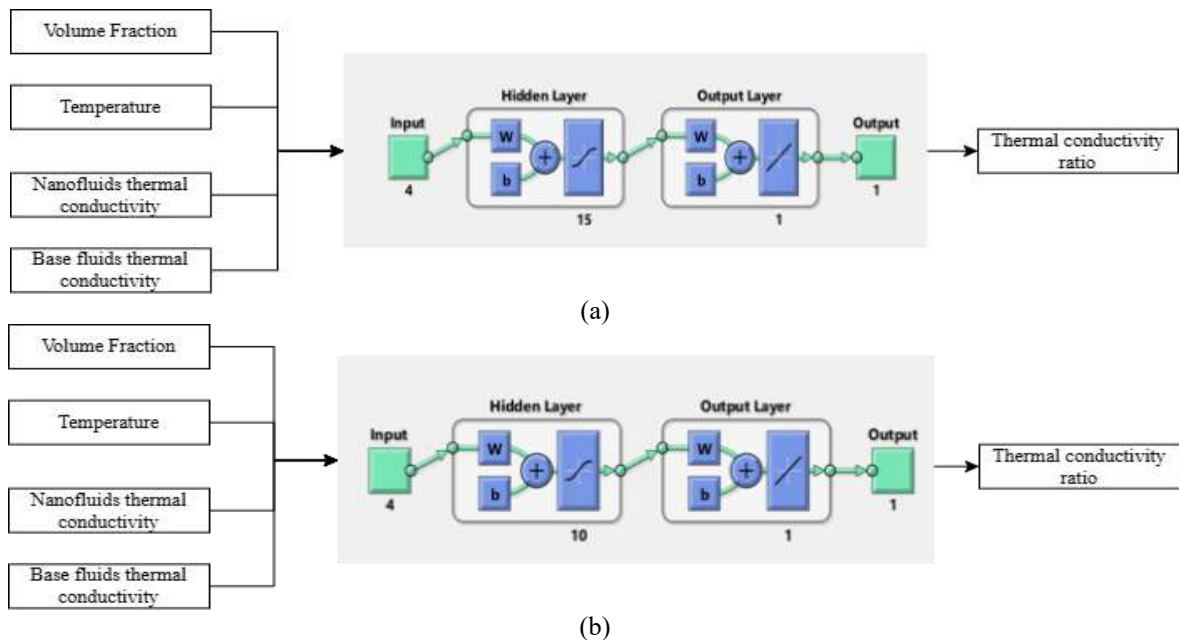 Volume Fraction
Temperature
Nanofluids thermal
conductivity
Base fluids thermal
conductivity
Hidden Layer
Output Layer
Input
Output
W
b
+
W
b
+
4
15
1
1
Thermal conductivity
ratio
(a)
Volume Fraction
Temperature
Nanofluids thermal
conductivity
Base fluids thermal
conductivity
Hidden Layer
Output Layer
Input
Output
W
b
+
W
b
+
4
10
1
1
Thermal conductivity
ratio
(b)